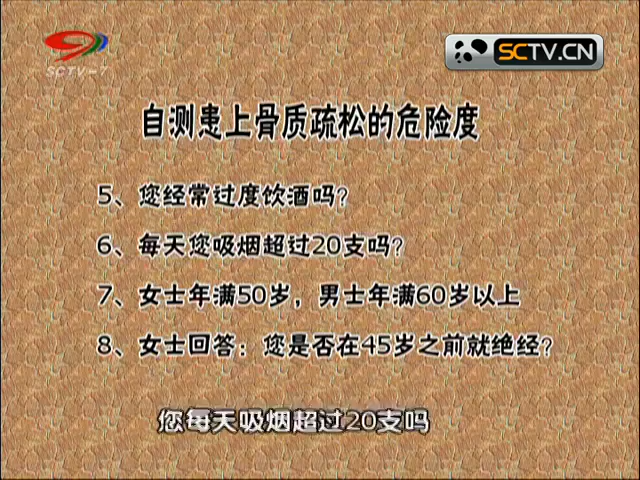 SCTV-7
SCTV.CN
自测患上骨质疏松的危险度
5、您经常过度饮酒吗？
6、每天您吸烟超过20支吗？
7、女士年满50岁，男士年满60岁以上
8、女士回答：您是否在45岁之前就绝经？
您每天吸烟超过20支吗